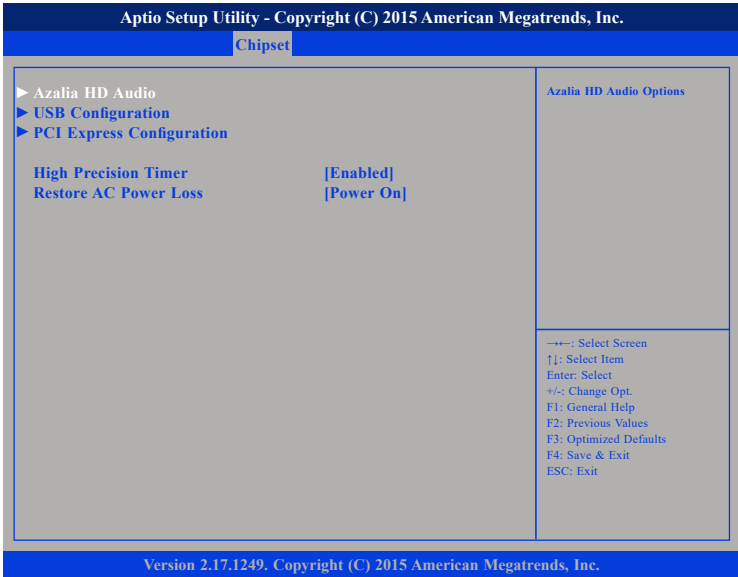 Aptio Setup Utility - Copyright (C) 2015 American Megatrends, Inc.
Chipset
► Azalia HD Audio
► USB Configuration
► PCI Express Configuration
High Precision Timer [Enabled]
Restore AC Power Loss [Power On]
Azalia HD Audio Options
→←: Select Screen
↑↓: Select Item
Enter: Select
+/-: Change Opt.
F1: General Help
F2: Previous Values
F3: Optimized Defaults
F4: Save & Exit
ESC: Exit
Version 2.17.1249. Copyright (C) 2015 American Megatrends, Inc.